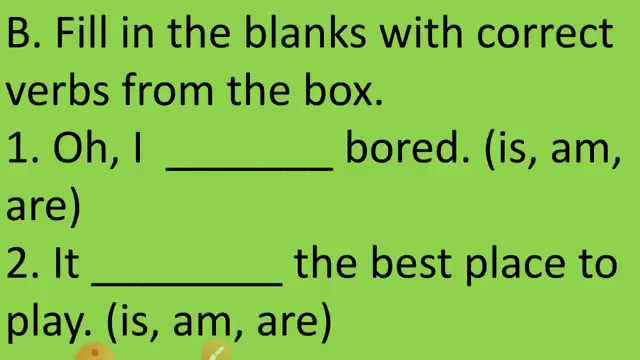 B. Fill in the blanks with correct
verbs from the box.
1. Oh, I _______ bored. (is, am,
are)
2. It ________ the best place to
play. (is, am, are)